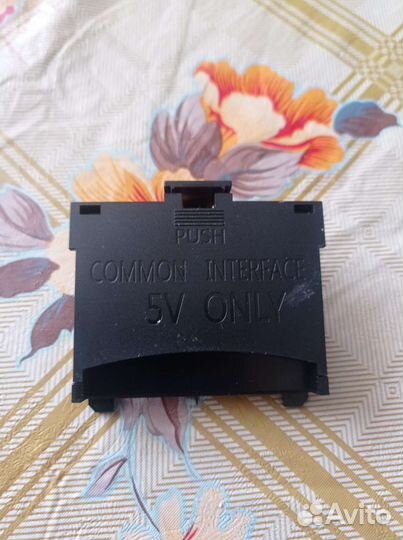 PUSH
COMMON INTERFACE
5V ONLY
Avito